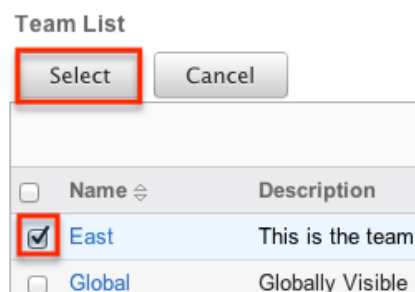 Team List
Select Cancel
Name Description
East This is the team
Global Globally Visible